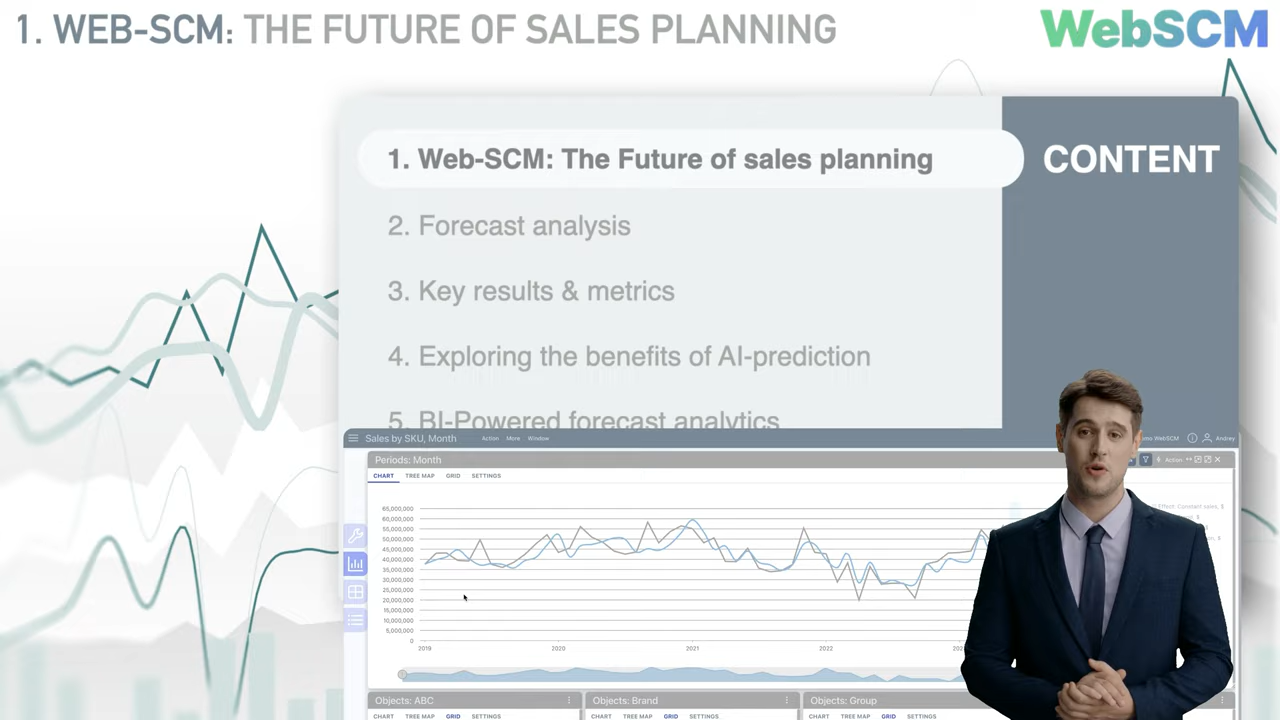 1. WEB-SCM: THE FUTURE OF SALES PLANNING
WebSCM
1. Web-SCM: The Future of sales planning
CONTENT
2. Forecast analysis
3. Key results & metrics
4. Exploring the benefits of AI-prediction
5. BI-Powered forecast analytics
Sales by SKU, Month Action More Window WebSCM Andrey
Periods: Month Action
CHART TREE MAP GRID SETTINGS
Effect: Constant sales, $
65,000,000
60,000,000
55,000,000
50,000,000
45,000,000
40,000,000
35,000,000
30,000,000
25,000,000
20,000,000
15,000,000
10,000,000
5,000,000
0
2019 2020 2021 2022
Objects: ABC Objects: Brand Objects: Group
CHART TREE MAP GRID SETTINGS CHART TREE MAP GRID SETTINGS CHART TREE MAP GRID SETTINGS